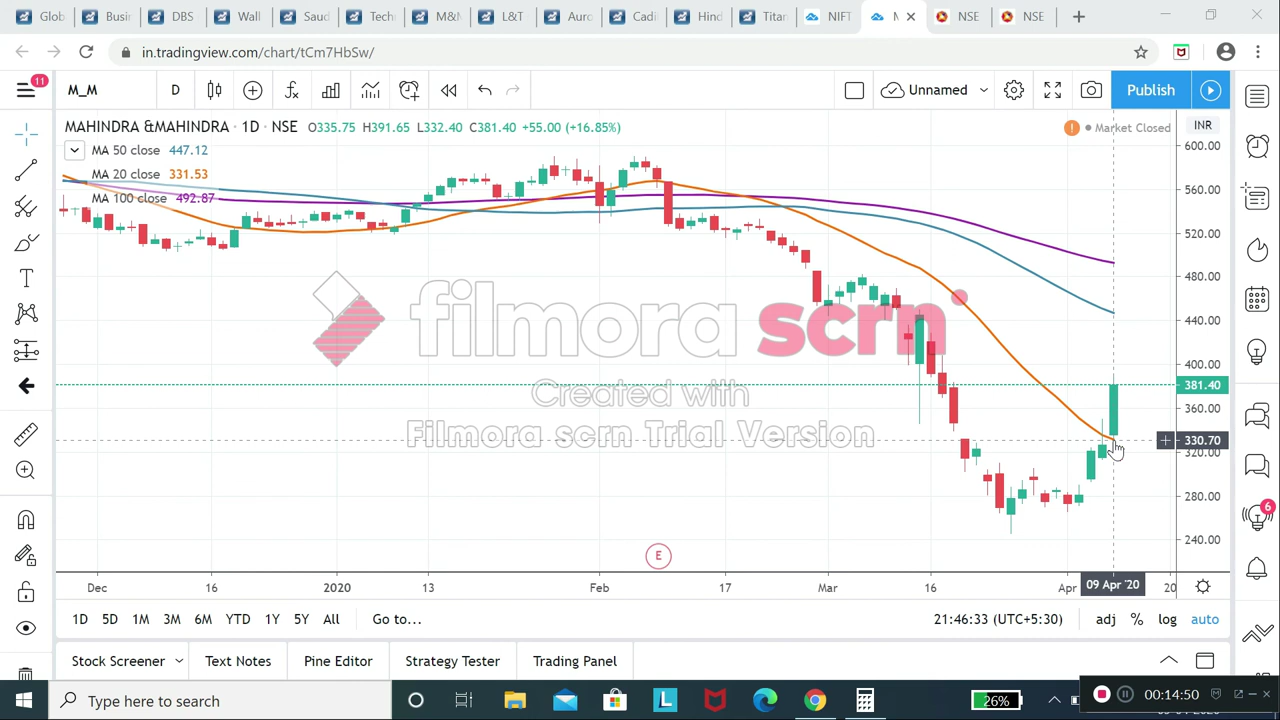 Glob
Busir
DBS
Wall
Saud
Tech
M&M
L&T
Auro
Cadi
Hind
Titar
NIFT
NSE
NSE
in.tradingview.com/chart/tCm7HbSw/
11
M_M
D
Unnamed
Publish
MAHINDRA &MAHINDRA · 1D · NSE O335.75 H391.65 L332.40 C381.40 +55.00 (+16.85%)
Market Closed
INR
MA 50 close 447.12
MA 20 close 331.53
MA 100 close 492.87
600.00
560.00
520.00
480.00
440.00
400.00
381.40
360.00
330.70
320.00
280.00
240.00
filmora scrn
Created with
Filmora scrn Trial Version
E
6
Dec 16 2020 13 Feb 17 Mar 16 Apr 09 Apr '20 20
1D 5D 1M 3M 6M YTD 1Y 5Y All Go to... 21:46:33 (UTC+5:30) adj % log auto
Stock Screener Text Notes Pine Editor Strategy Tester Trading Panel
Type here to search
26%
00:14:50